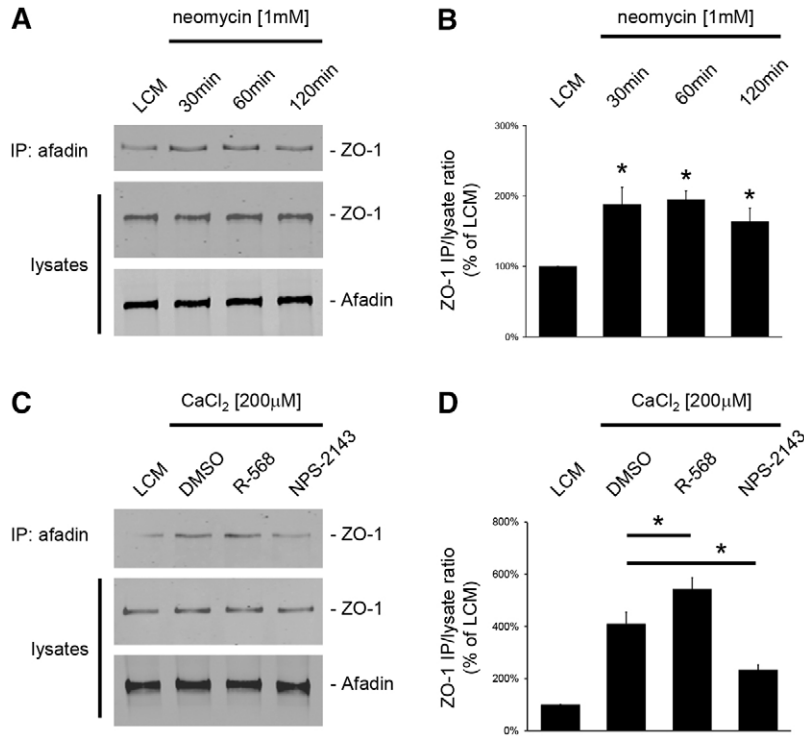 A
neomycin [1mM]
LCM
30min
60min
120min
IP: afadin
- ZO-1
- ZO-1
lysates
- Afadin
B
neomycin [1mM]
LCM
30min
60min
120min
ZO-1 IP/lysate ratio
(% of LCM)
300%
200%
100%
0%
*
*
*
C
CaCl₂ [200μM]
LCM
DMSO
R-568
NPS-2143
IP: afadin
- ZO-1
- ZO-1
lysates
- Afadin
D
CaCl₂ [200μM]
LCM
DMSO
R-568
NPS-2143
ZO-1 IP/lysate ratio
(% of LCM)
800%
600%
400%
200%
0%
*
*